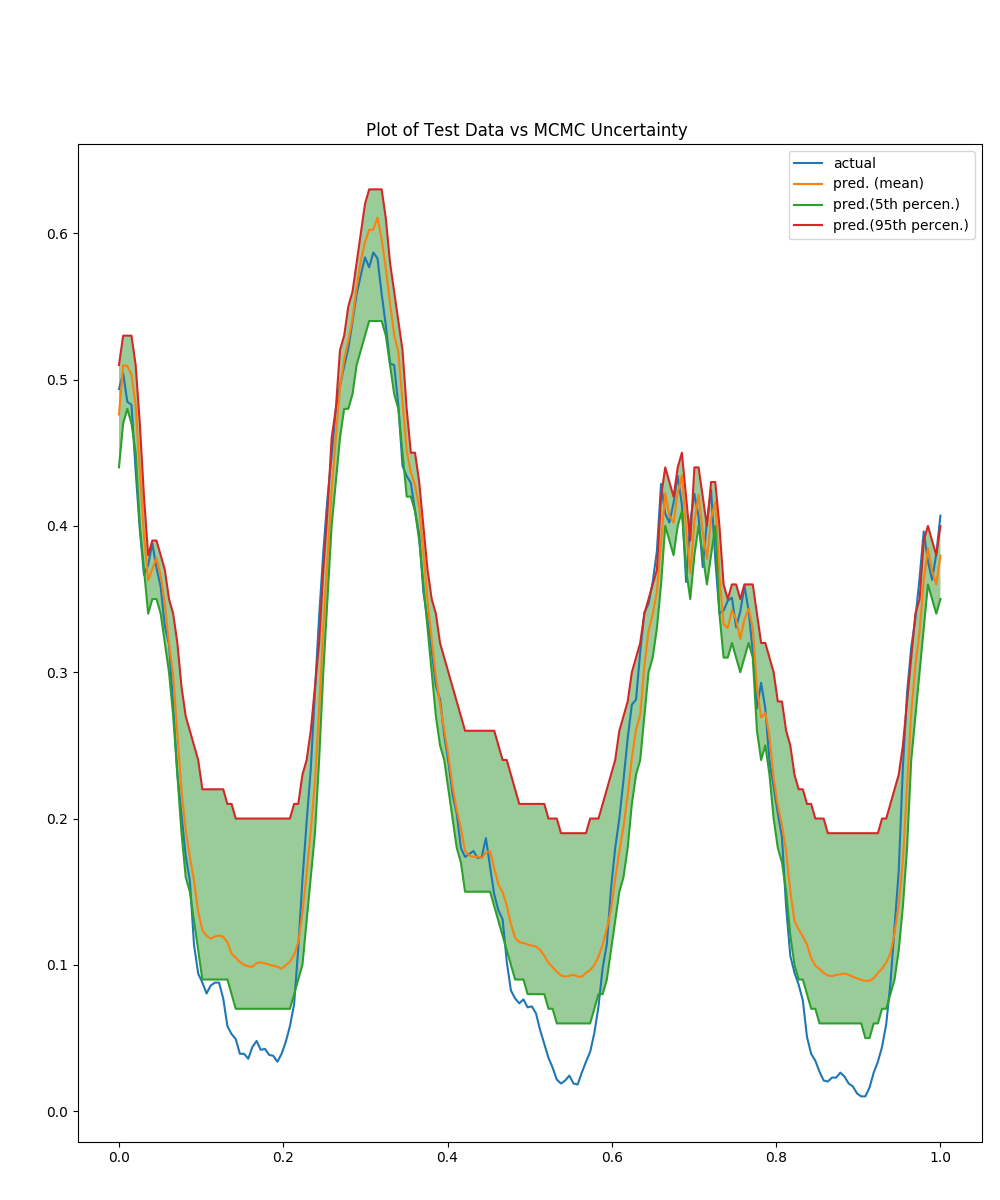 Plot of Test Data vs MCMC Uncertainty
actual
pred. (mean)
pred.(5th percen.)
pred.(95th percen.)
0.6
0.5
0.4
0.3
0.2
0.1
0.0
0.0 0.2 0.4 0.6 0.8 1.0